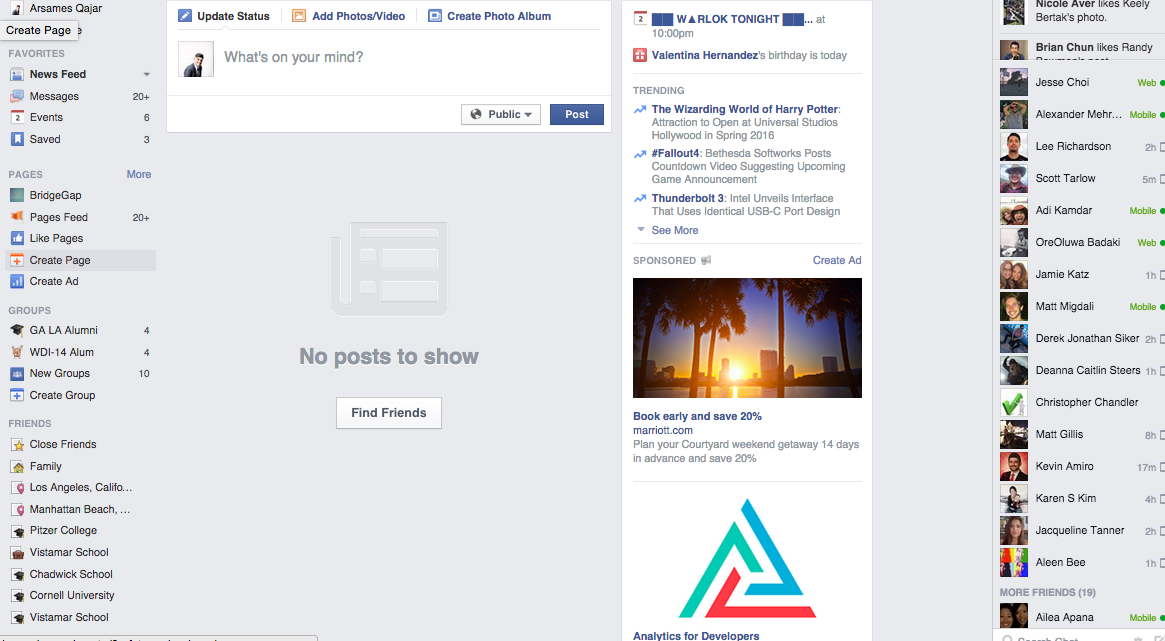 Arsames Qajar
Create Page
FAVORITES
News Feed
Messages 20+
2 Events 6
Saved 3
PAGES More
BridgeGap
Pages Feed 20+
Like Pages
Create Page
Create Ad
GROUPS
GA LA Alumni 4
WDI-14 Alum 4
New Groups 10
Create Group
FRIENDS
Close Friends
Family
Los Angeles, Califo...
Manhattan Beach, ...
Pitzer College
Vistamar School
Chadwick School
Cornell University
Vistamar School
Update Status Add Photos/Video Create Photo Album
What's on your mind?
Public Post
No posts to show
Find Friends
2 ██ W▲RLOK TONIGHT ██... at
10:00pm
Valentina Hernandez's birthday is today
TRENDING
The Wizarding World of Harry Potter:
Attraction to Open at Universal Studios
Hollywood in Spring 2016
#Fallout4: Bethesda Softworks Posts
Countdown Video Suggesting Upcoming
Game Announcement
Thunderbolt 3: Intel Unveils Interface
That Uses Identical USB-C Port Design
See More
SPONSORED Create Ad
Book early and save 20%
marriott.com
Plan your Courtyard weekend getaway 14 days
in advance and save 20%
Analytics for Developers
Nicole Aver likes Keely
Bertak's photo.
Brian Chun likes Randy
Jesse Choi Web
Alexander Mehr... Mobile
Lee Richardson 2h
Scott Tarlow 5m
Adi Kamdar Mobile
OreOluwa Badaki Web
Jamie Katz 1h
Matt Migdali Mobile
Derek Jonathan Siker 2h
Deanna Caitlin Steers 1h
Christopher Chandler
Matt Gillis 8h
Kevin Amiro 17m
Karen S Kim 4h
Jacqueline Tanner 2h
Aleen Bee 1h
MORE FRIENDS (19)
Ailea Apana Mobile
Search Chat